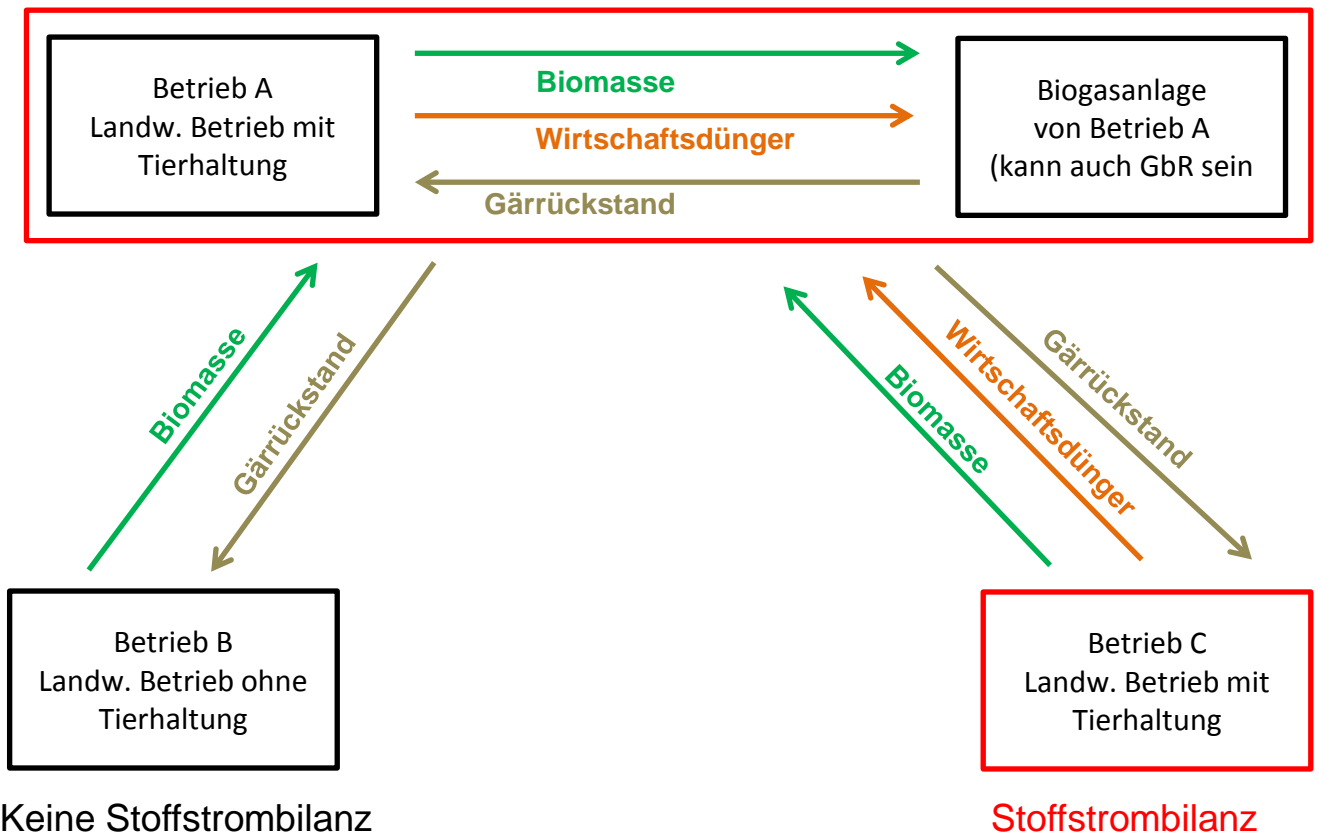 Betrieb A
Landw. Betrieb mit
Tierhaltung
Biomasse
Wirtschaftsdünger
Gärrückstand
Biogasanlage
von Betrieb A
(kann auch GbR sein
Biomasse
Gärrückstand
Biomasse
Wirtschaftsdünger
Gärrückstand
Betrieb B
Landw. Betrieb ohne
Tierhaltung
Betrieb C
Landw. Betrieb mit
Tierhaltung
Keine Stoffstrombilanz
Stoffstrombilanz